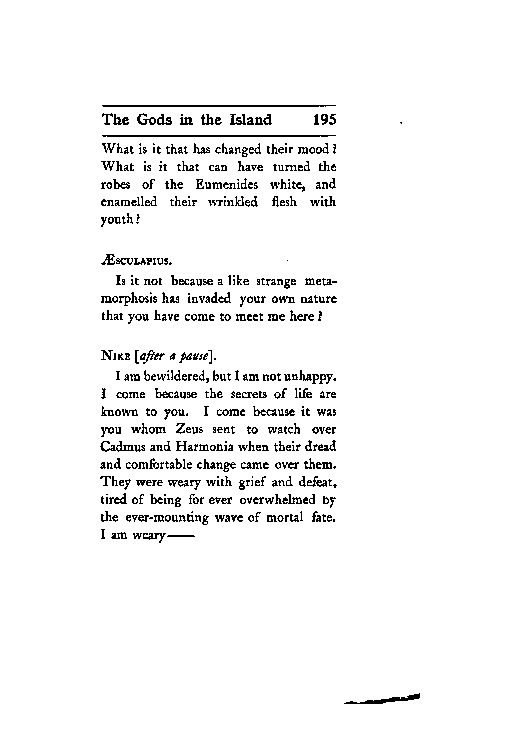 The Gods in the Island 195
What is it that has changed their mood?
What is it that can have turned the
robes of the Eumenides white, and
enamelled their wrinkled flesh with
youth?
ÆSCULAPIUS.
Is it not because a like strange meta-
morphosis has invaded your own nature
that you have come to meet me here?
NIKE [after a pause].
I am bewildered, but I am not unhappy.
I come because the secrets of life are
known to you. I come because it was
you whom Zeus sent to watch over
Cadmus and Harmonia when their dread
and comfortable change came over them.
They were weary with grief and defeat,
tired of being for ever overwhelmed by
the ever-mounting wave of mortal fate.
I am weary——